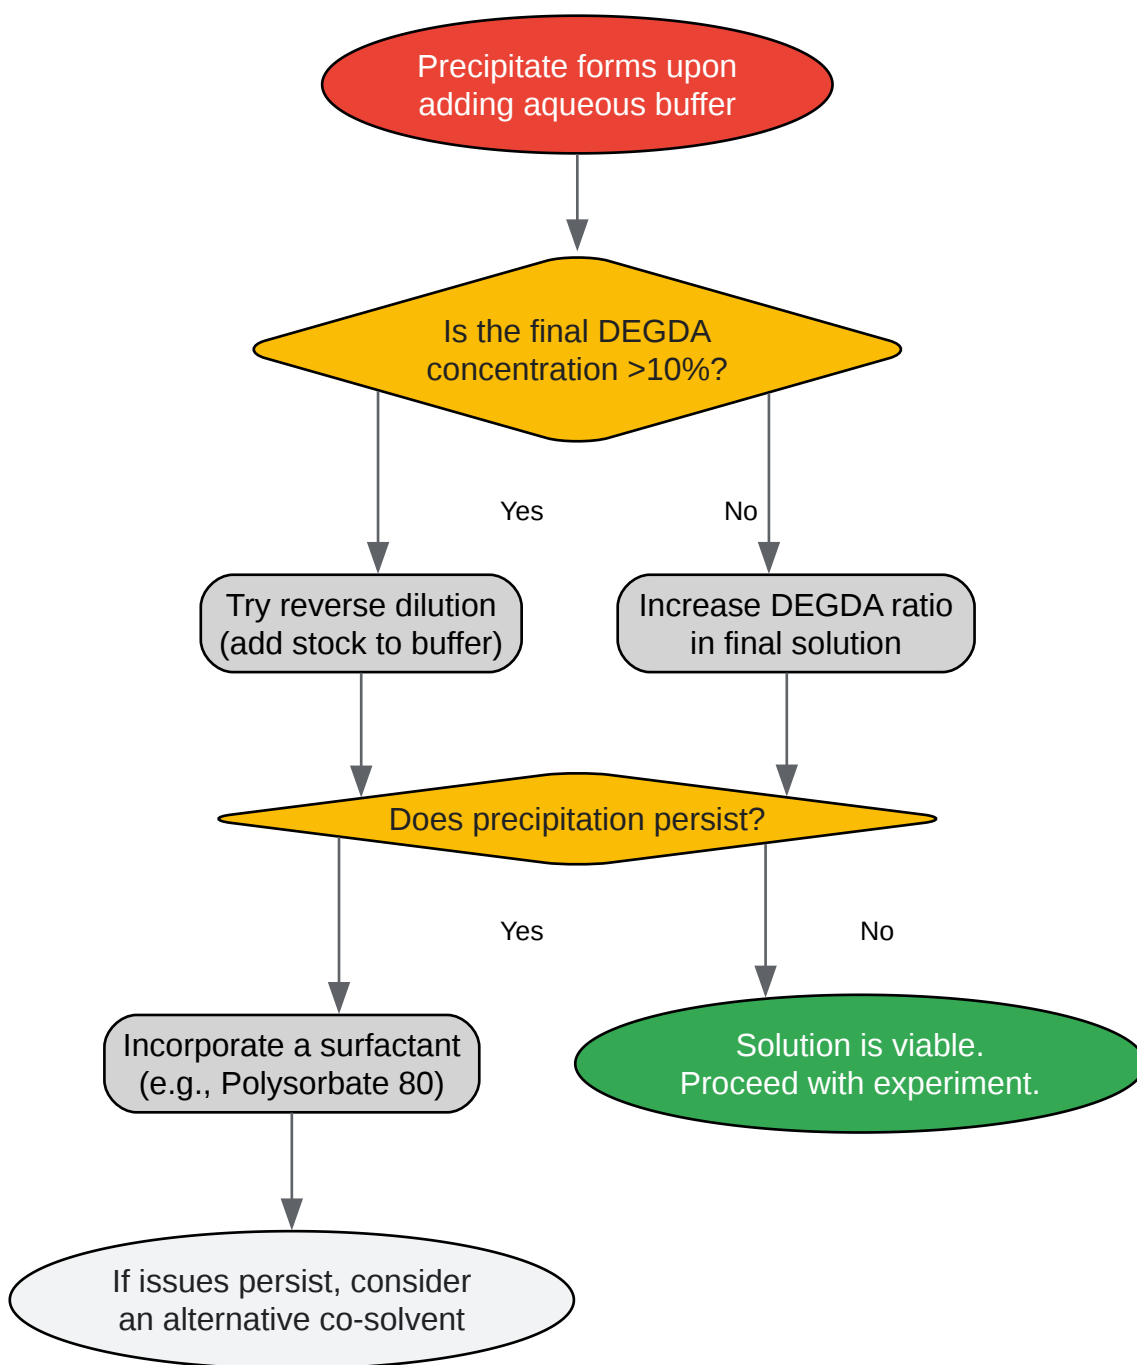 Precipitate forms upon
adding aqueous buffer
Is the final DEGDA
concentration >10%?
Yes
No
Try reverse dilution
(add stock to buffer)
Increase DEGDA ratio
in final solution
Does precipitation persist?
Yes
No
Incorporate a surfactant
(e.g., Polysorbate 80)
Solution is viable.
Proceed with experiment.
If issues persist, consider
an alternative co-solvent